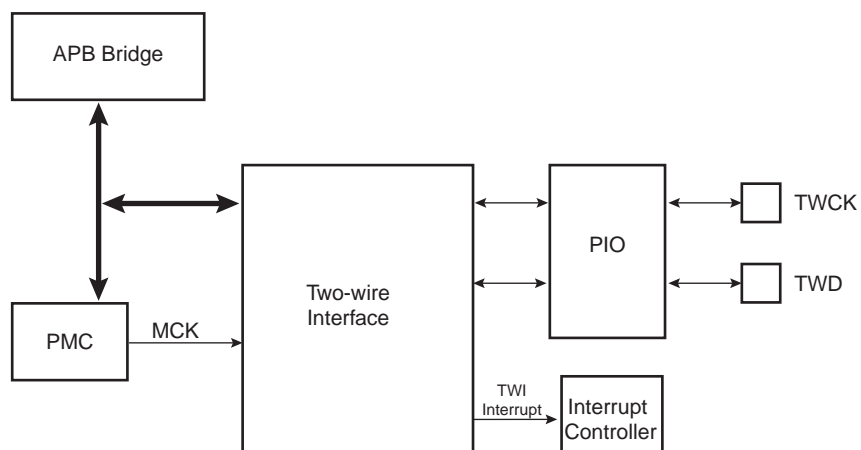 APB Bridge
TWCK
PIO
TWD
Two-wire
Interface
MCK
PMC
TWI
Interrupt
Interrupt
Controller